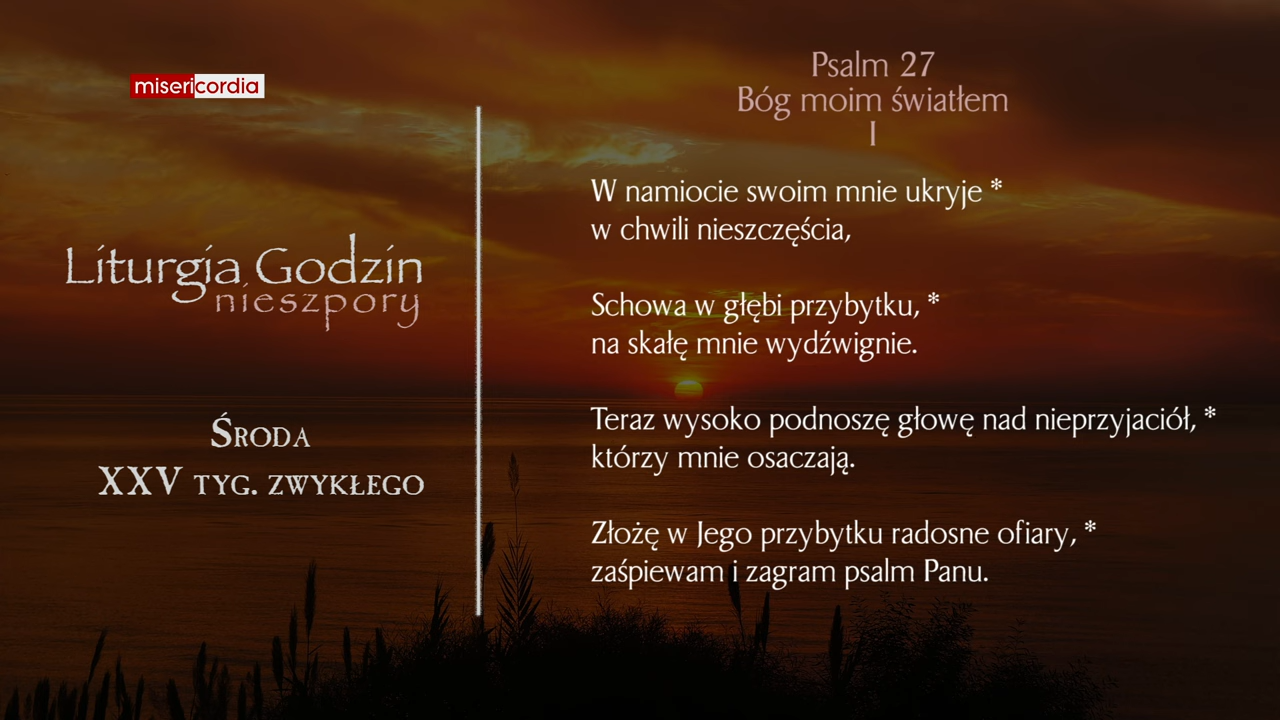 misericordia
Liturgia Godzin
nieszpory
Środa
XXV tyg. zwykłego
Psalm 27
Bóg moim światłem
I
W namiocie swoim mnie ukryje *
w chwili nieszczęścia,
Schowa w głębi przybytku, *
na skałę mnie wydźwignie.
Teraz wysoko podnoszę głowę nad nieprzyjaciół, *
którzy mnie osaczają.
Złożę w Jego przybytku radosne ofiary, *
zaśpiewam i zagram psalm Panu.